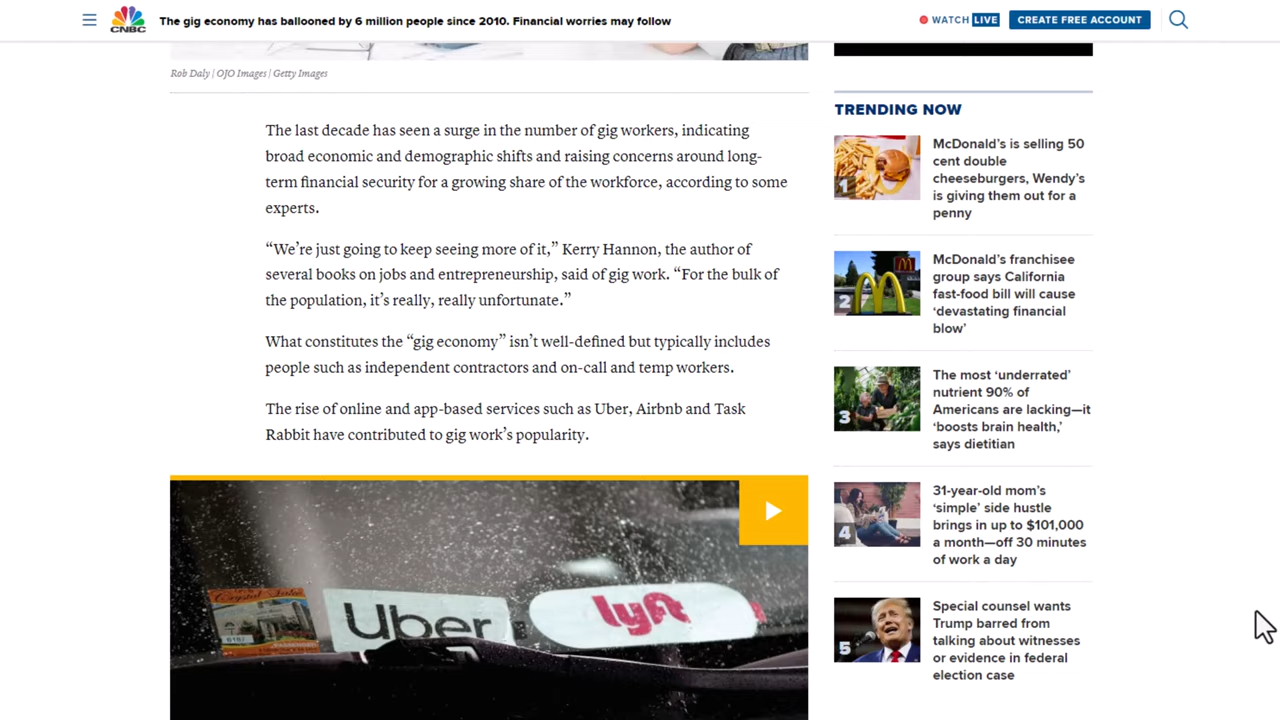 CNBC
The gig economy has ballooned by 6 million people since 2010. Financial worries may follow
WATCH LIVE
CREATE FREE ACCOUNT
Rob Daly | OJO Images | Getty Images
The last decade has seen a surge in the number of gig workers, indicating
broad economic and demographic shifts and raising concerns around long-
term financial security for a growing share of the workforce, according to some
experts.
“We’re just going to keep seeing more of it,” Kerry Hannon, the author of
several books on jobs and entrepreneurship, said of gig work. “For the bulk of
the population, it’s really, really unfortunate.”
What constitutes the “gig economy” isn’t well-defined but typically includes
people such as independent contractors and on-call and temp workers.
The rise of online and app-based services such as Uber, Airbnb and Task
Rabbit have contributed to gig work’s popularity.
Uber
lyft
TRENDING NOW
1
McDonald’s is selling 50
cent double
cheeseburgers, Wendy’s
is giving them out for a
penny
2
McDonald’s franchisee
group says California
fast-food bill will cause
‘devastating financial
blow’
3
The most ‘underrated’
nutrient 90% of
Americans are lacking—it
‘boosts brain health,’
says dietitian
4
31-year-old mom’s
‘simple’ side hustle
brings in up to $101,000
a month—off 30 minutes
of work a day
5
Special counsel wants
Trump barred from
talking about witnesses
or evidence in federal
election case